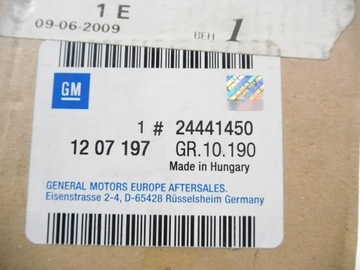 1 E
09-06-2009
BEH 1
GM
1 # 24441450
12 07 197 GR.10.190
Made in Hungary
GENERAL MOTORS EUROPE AFTERSALES.
Eisenstrasse 2-4, D-65428 Rüsselsheim Germany